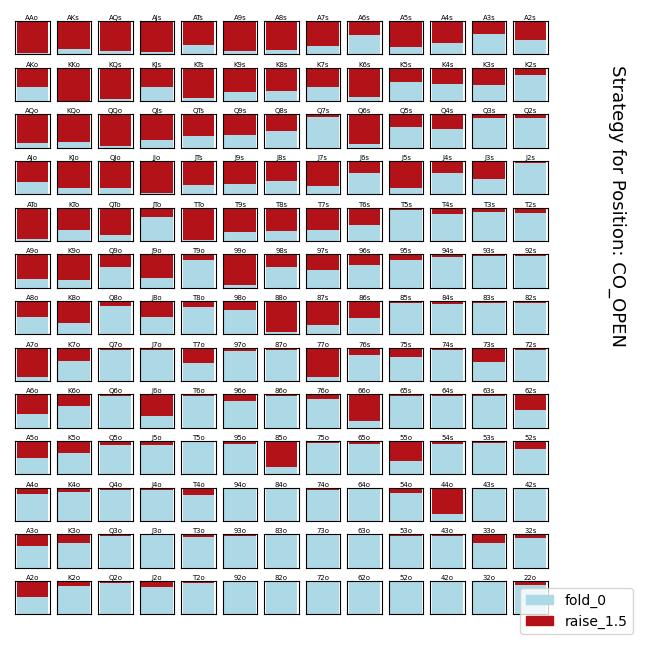 AAo AKs AQs AJs ATs A9s A8s A7s A6s A5s A4s A3s A2s
AKo KKo KQs KJs KTs K9s K8s K7s K6s K5s K4s K3s K2s
AQo KQo QQo QJs QTs Q9s Q8s Q7s Q6s Q5s Q4s Q3s Q2s
AJo KJo QJo JJo JTs J9s J8s J7s J6s J5s J4s J3s J2s
ATo KTo QTo JTo TTo T9s T8s T7s T6s T5s T4s T3s T2s
A9o K9o Q9o J9o T9o 99o 98s 97s 96s 95s 94s 93s 92s
A8o K8o Q8o J8o T8o 98o 88o 87s 86s 85s 84s 83s 82s
A7o K7o Q7o J7o T7o 97o 87o 77o 76s 75s 74s 73s 72s
A6o K6o Q6o J6o T6o 96o 86o 76o 66o 65s 64s 63s 62s
A5o K5o Q5o J5o T5o 95o 85o 75o 65o 55o 54s 53s 52s
A4o K4o Q4o J4o T4o 94o 84o 74o 64o 54o 44o 43s 42s
A3o K3o Q3o J3o T3o 93o 83o 73o 63o 53o 43o 33o 32s
A2o K2o Q2o J2o T2o 92o 82o 72o 62o 52o 42o 32o 22o
Strategy for Position: CO_OPEN
fold_0
raise_1.5